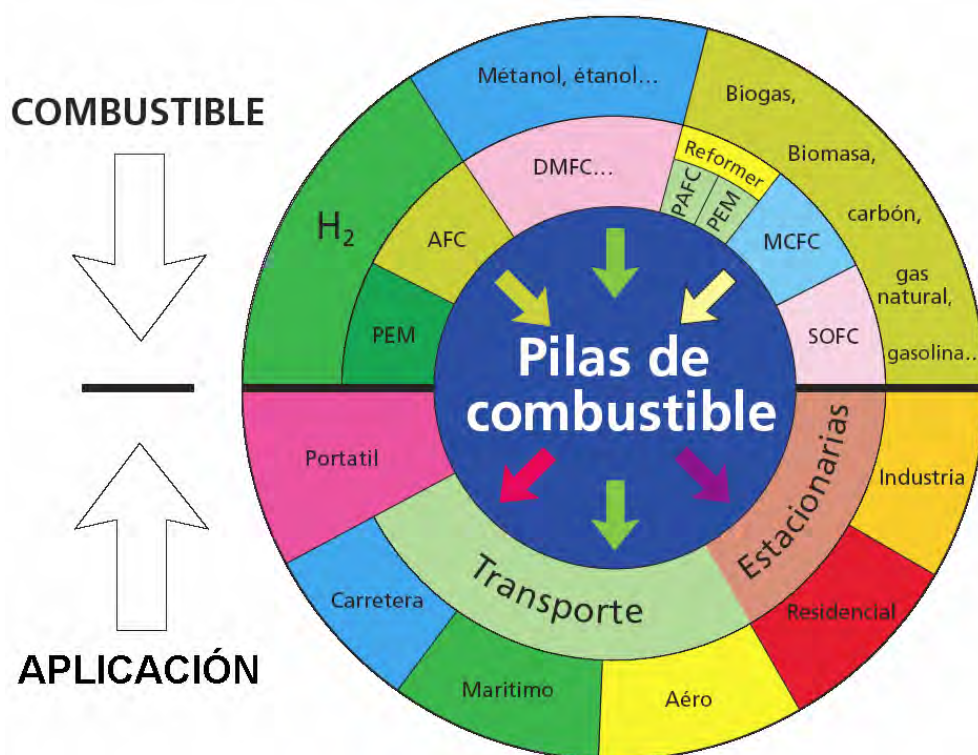 COMBUSTIBLE
APLICACIÓN
H2
Métanol, étanol...
Biogas,
Biomasa,
carbón,
gas
natural,
gasolina...
PEM
AFC
DMFC...
Reformer
PAFC
PEM
MCFC
SOFC
Pilas de
combustible
Portatil
Transporte
Estacionarias
Carretera
Maritimo
Aéro
Residencial
Industria